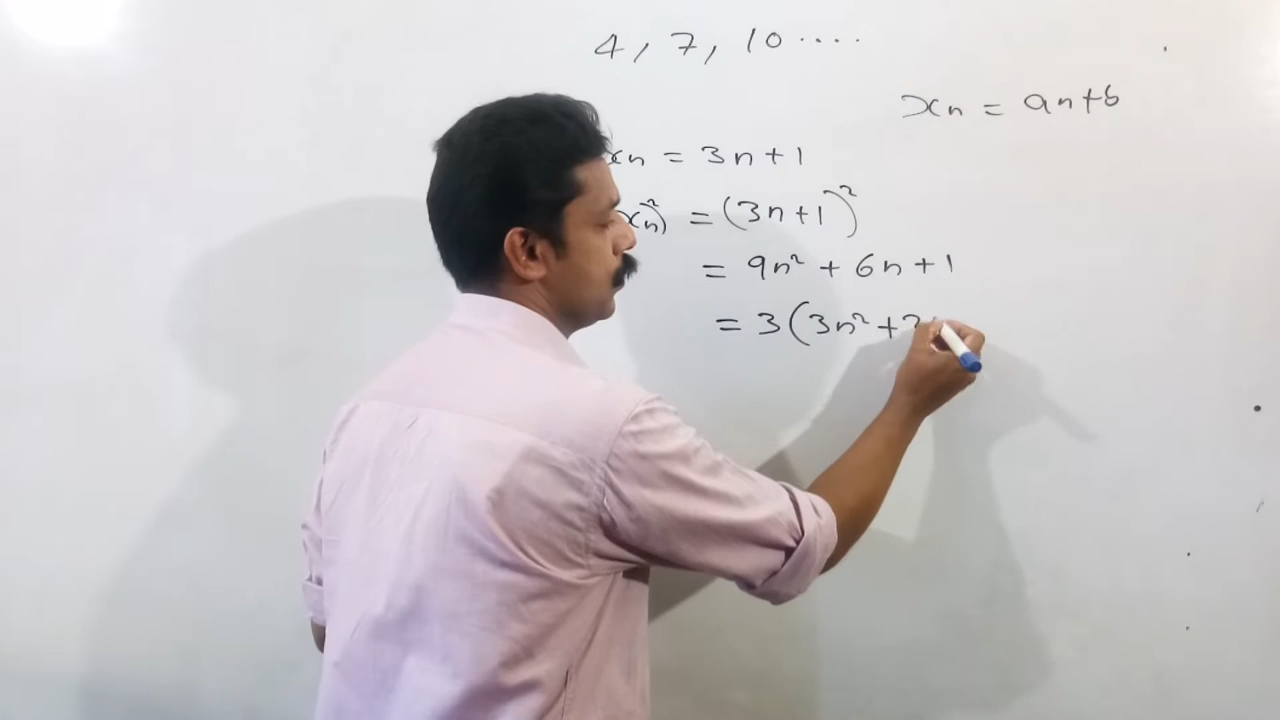 4, 7, 10 ....
xn = an+b
xn = 3n+1
(xn)² = (3n+1)²
= 9n² + 6n + 1
= 3(3n²+2